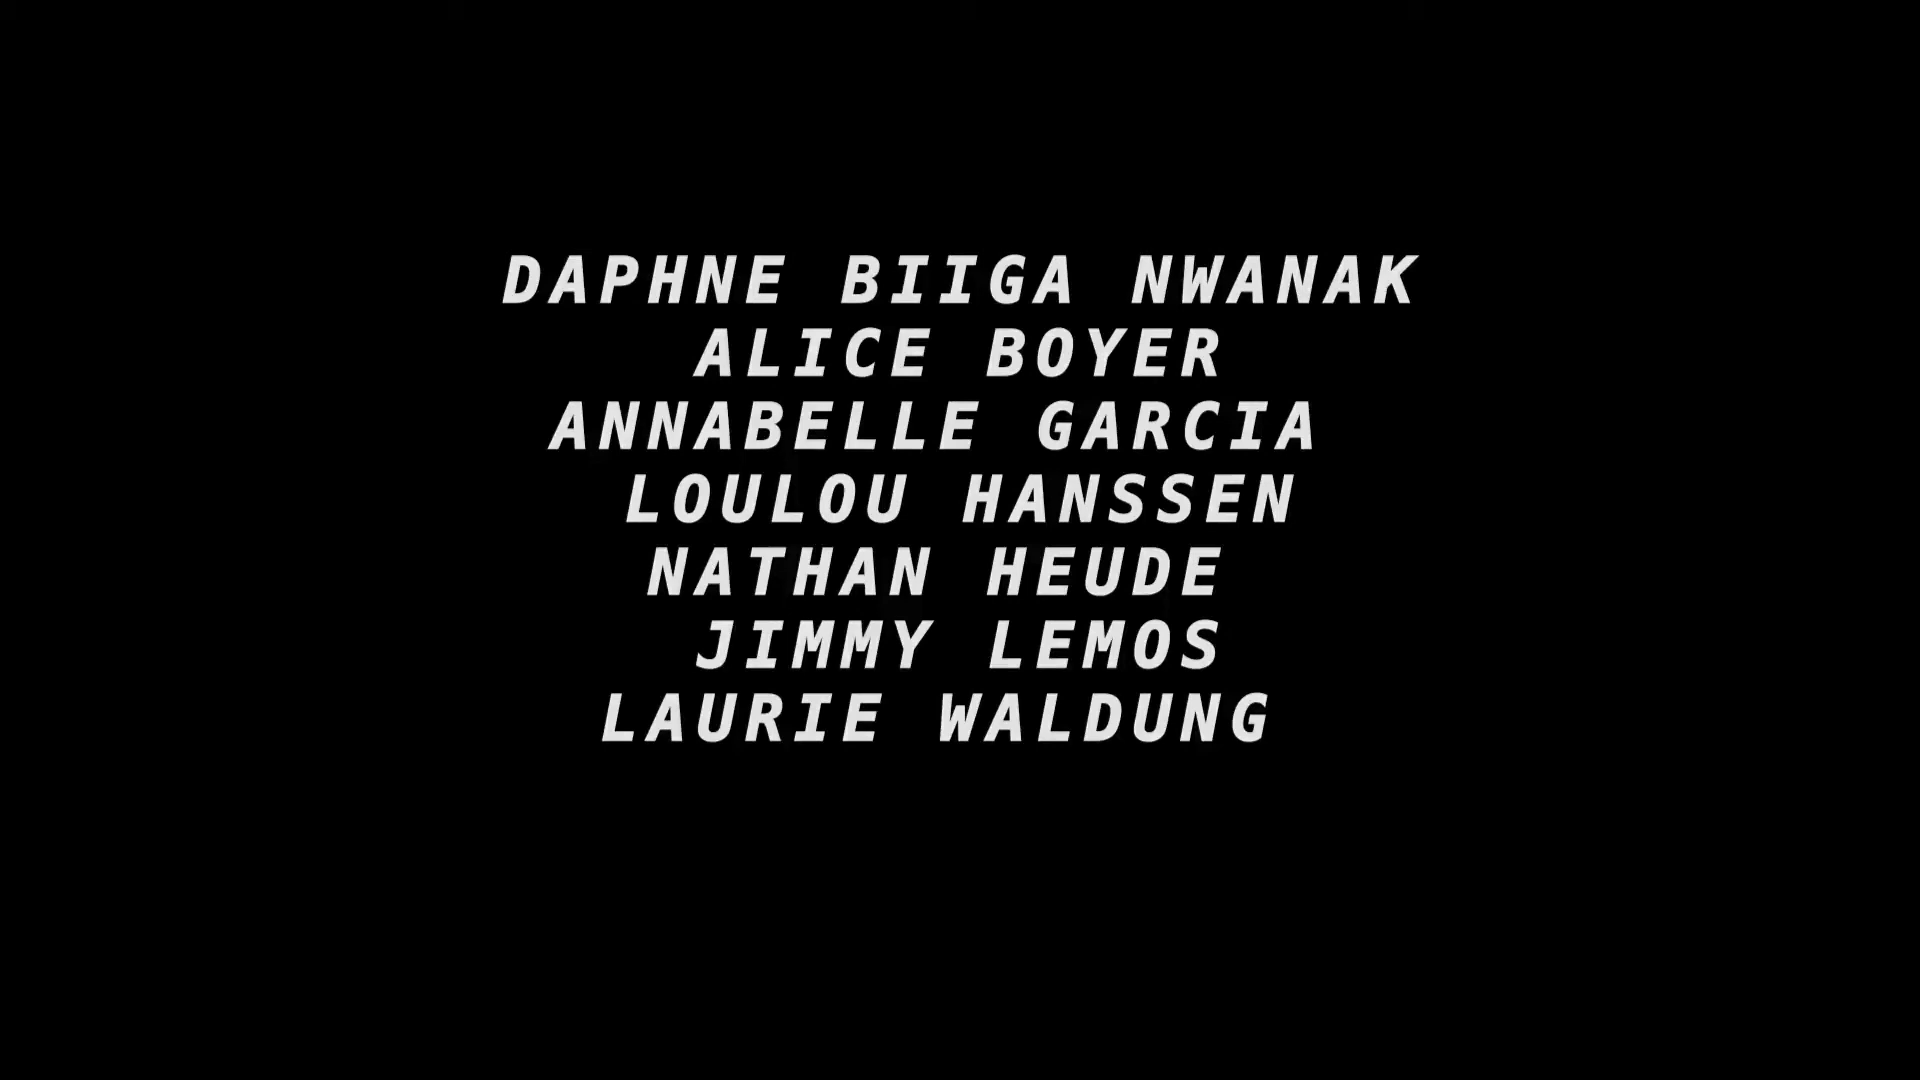 DAPHNE BIIGA NWANAK
ALICE BOYER
ANNABELLE GARCIA
LOULOU HANSSEN
NATHAN HEUDE
JIMMY LEMOS
LAURIE WALDUNG